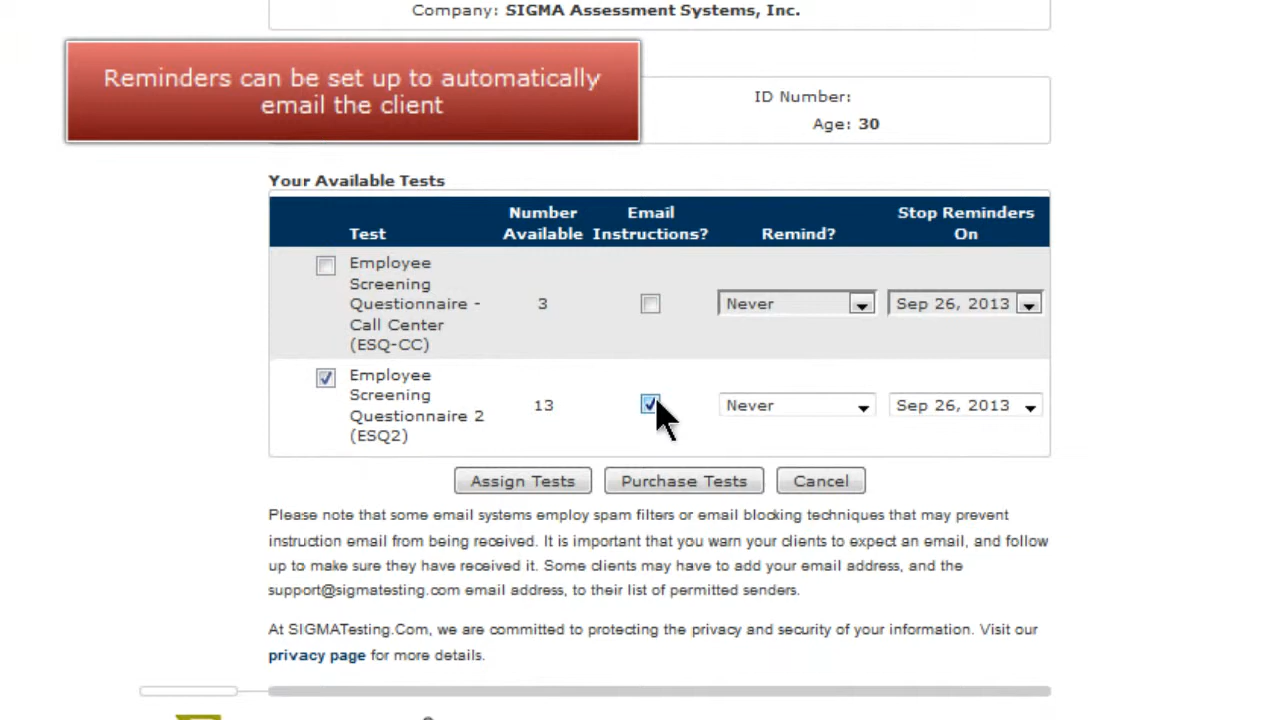 Company: SIGMA Assessment Systems, Inc.
Reminders can be set up to automatically
email the client
ID Number:
Age: 30
Your Available Tests
Test
Number
Available
Email
Instructions?
Remind?
Stop Reminders
On
Employee
Screening
Questionnaire -
Call Center
(ESQ-CC)
3
Never
Sep 26, 2013
Employee
Screening
Questionnaire 2
(ESQ2)
13
Never
Sep 26, 2013
Assign Tests
Purchase Tests
Cancel
Please note that some email systems employ spam filters or email blocking techniques that may prevent
instruction email from being received. It is important that you warn your clients to expect an email, and follow
up to make sure they have received it. Some clients may have to add your email address, and the
support@sigmatesting.com email address, to their list of permitted senders.
At SIGMATesting.Com, we are committed to protecting the privacy and security of your information. Visit our
privacy page for more details.